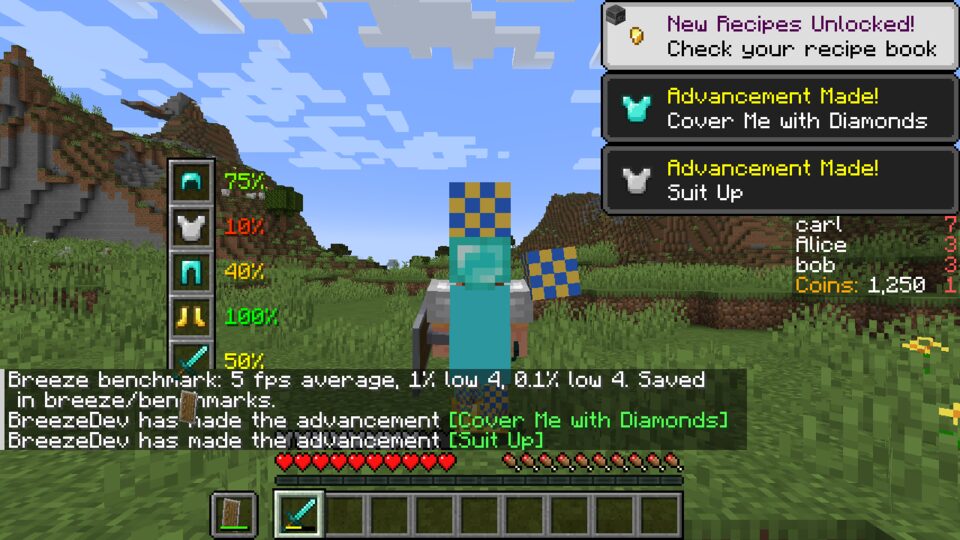 New Recipes Unlocked!
Check your recipe book
Advancement Made!
Cover Me with Diamonds
Advancement Made!
Suit Up
75%
10%
40%
100%
50%
carl 7
Alice 3
bob 3
Coins: 1,250 1
Breeze benchmark: 5 fps average, 1% low 4, 0.1% low 4. Saved
in breeze/benchmarks.
BreezeDev has made the advancement [Cover Me with Diamonds]
BreezeDev has made the advancement [Suit Up]